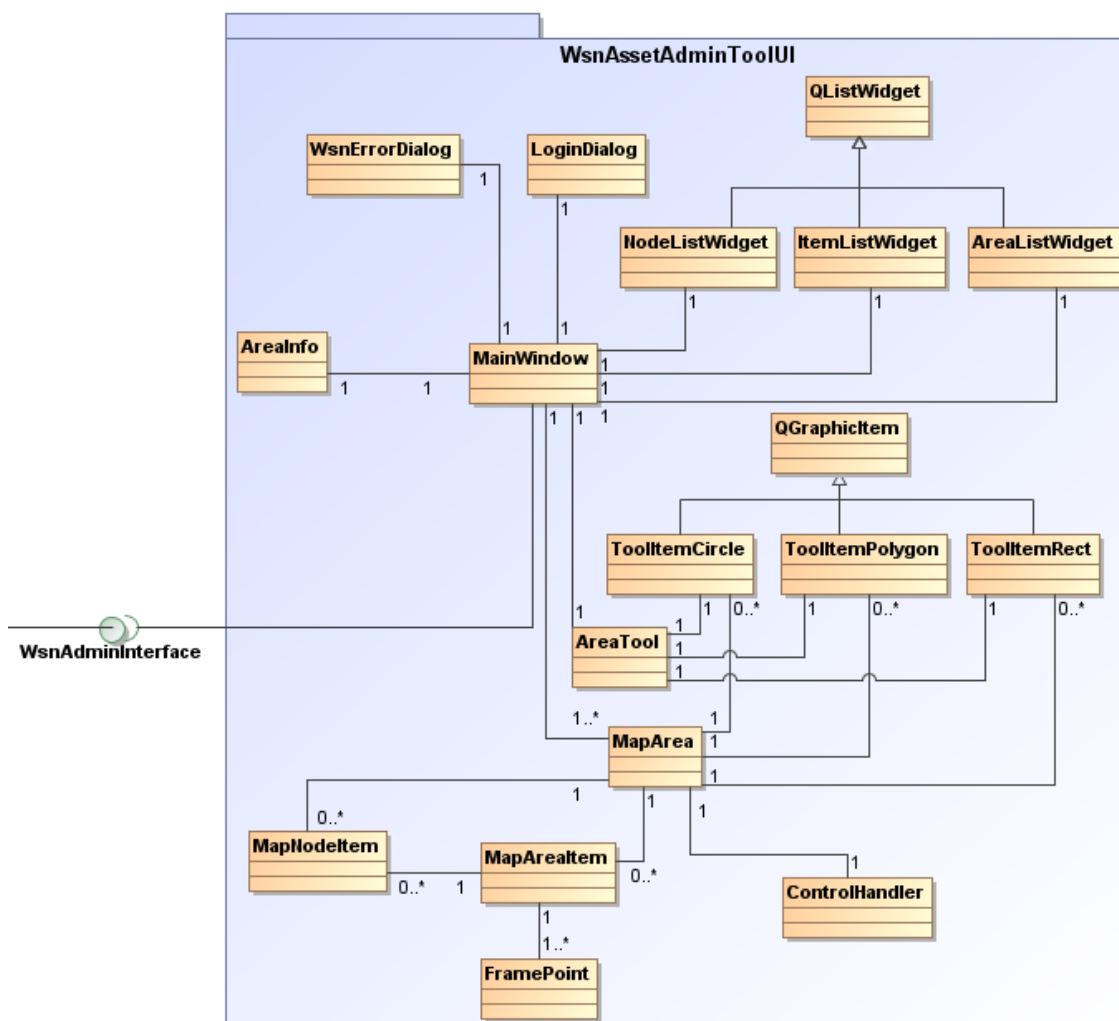 WsnAssetAdminToolUI
QListWidget
WsnErrorDialog
LoginDialog
1
1
NodeListWidget
ItemListWidget
AreaListWidget
1
1
1
1
1
AreaInfo
MainWindow
1
1
1
1
1
1
1
QGraphicItem
ToolItemCircle
ToolItemPolygon
ToolItemRect
1
0..*
1
0..*
1
0..*
1
1
AreaTool
1
1
WsnAdminInterface
1..*
1
MapArea
1
1
1
0..*
1
1
MapNodeItem
MapAreaItem
1
0..*
1
0..*
ControlHandler
1
1..*
FramePoint